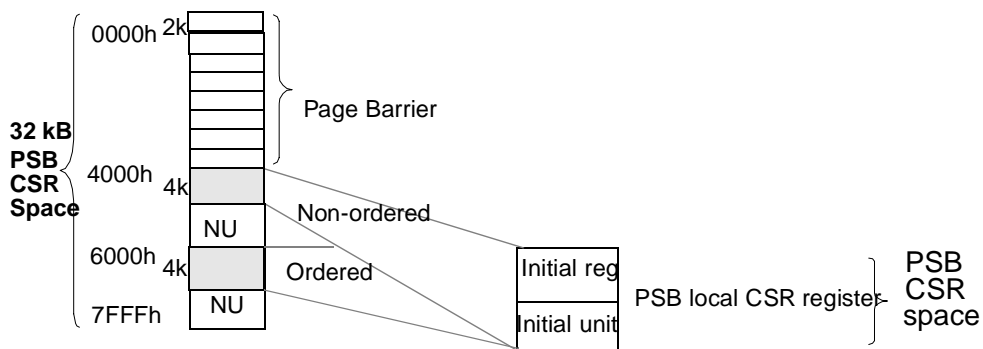 0000h 2k
Page Barrier
32 kB
PSB
CSR
Space
4000h 4k
Non-ordered
NU
6000h 4k
Ordered
NU
7FFFh
Initial reg
Initial unit
PSB local CSR register
PSB
CSR
space